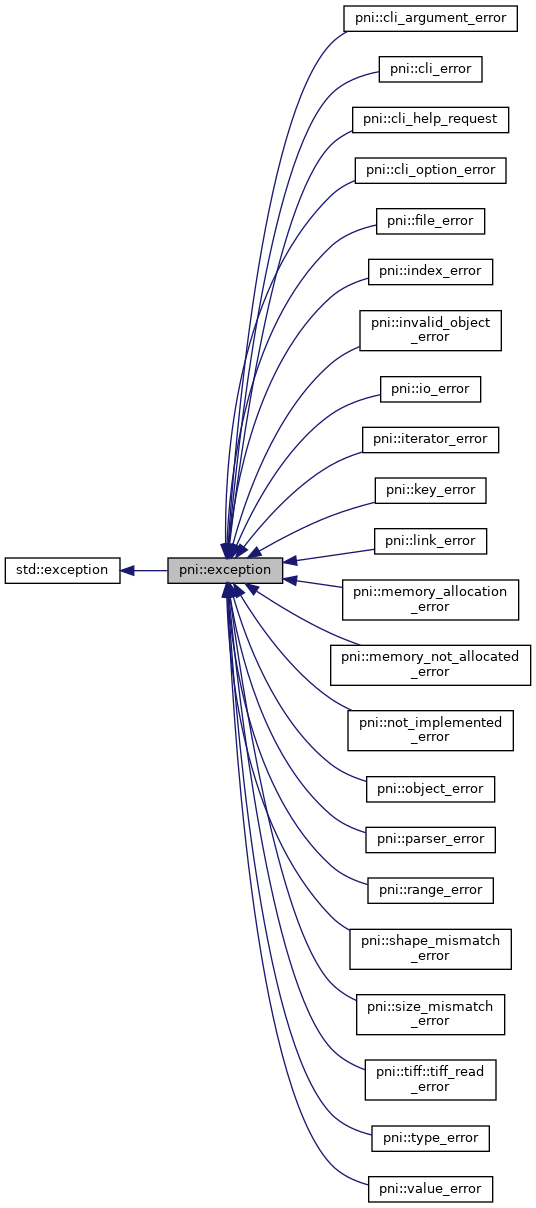 pni::cli_argument_error
pni::cli_error
pni::cli_help_request
pni::cli_option_error
pni::file_error
pni::index_error
pni::invalid_object
_error
pni::io_error
pni::iterator_error
pni::key_error
pni::link_error
std::exception
pni::exception
pni::memory_allocation
_error
pni::memory_not_allocated
_error
pni::not_implemented
_error
pni::object_error
pni::parser_error
pni::range_error
pni::shape_mismatch
_error
pni::size_mismatch
_error
pni::tiff::tiff_read
_error
pni::type_error
pni::value_error